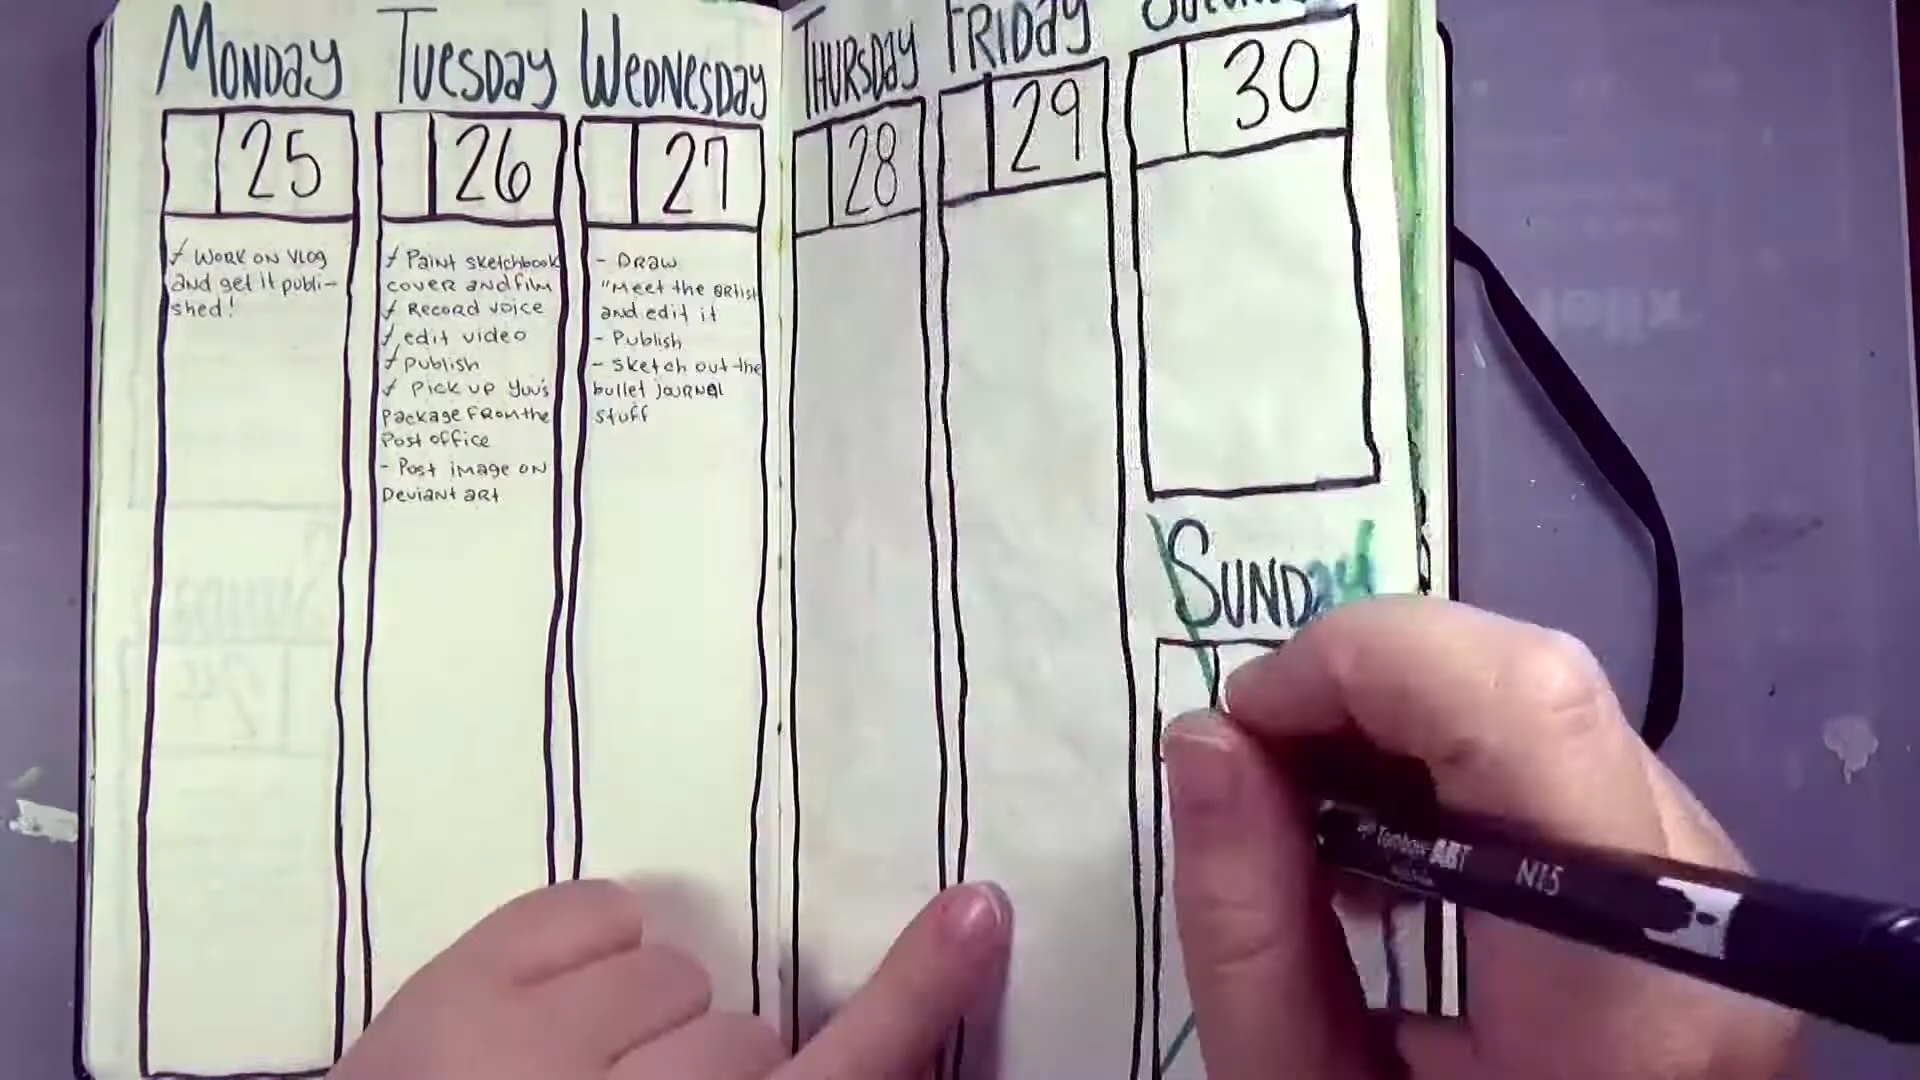 Monday Tuesday Wednesday Thursday Friday
25 26 27 28 29 30
Work on vlog
and get it publi-
shed!
Paint sketchbook
cover and film
Record voice
edit video
publish
Pick up Yuu's
package from the
Post office
- Post image on
Deviant art
- Draw
"Meet the artist
and edit it
- Publish
- Sketch out the
bullet journal
stuff
Sunday
Tombow ABT N15